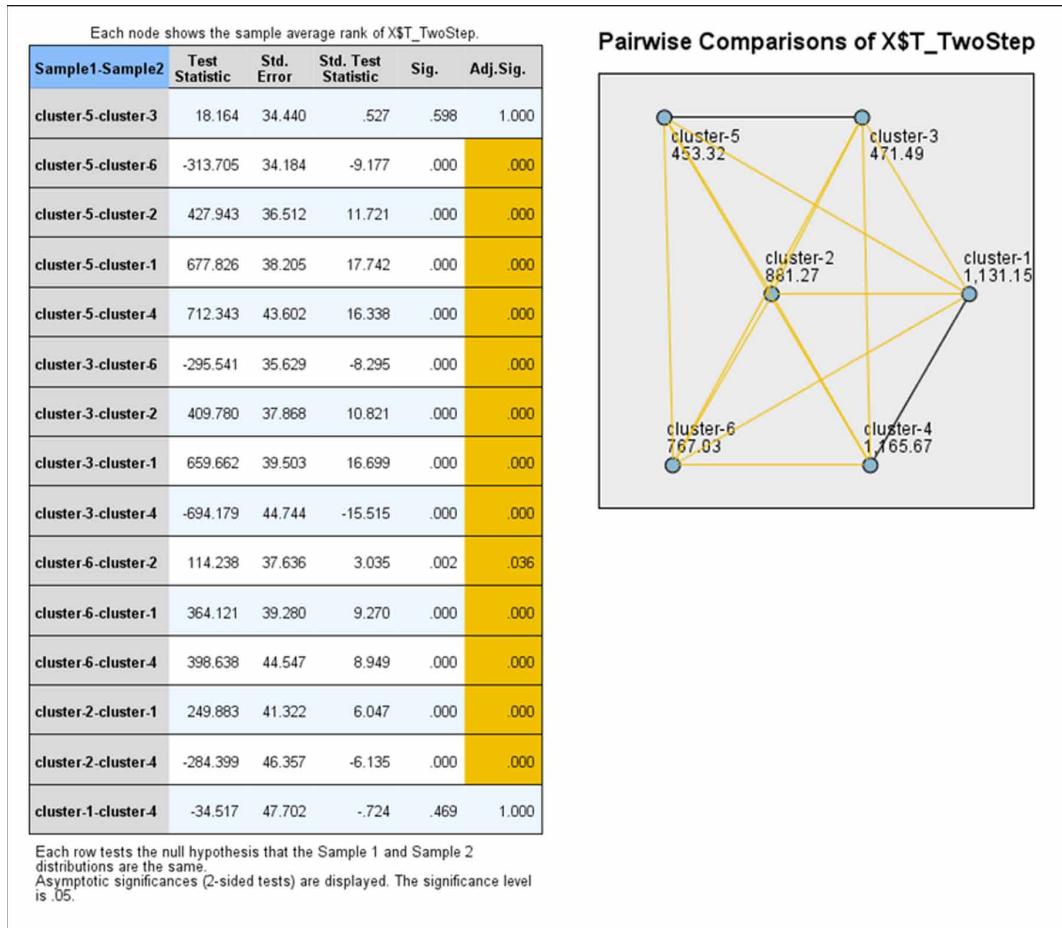 Each node shows the sample average rank of X$T_TwoStep.
Sample1-Sample2 Test Statistic Std. Error Std. Test Statistic Sig. Adj.Sig.
cluster-5-cluster-3 18.164 34.440 .527 .598 1.000
cluster-5-cluster-6 -313.705 34.184 -9.177 .000 .000
cluster-5-cluster-2 427.943 36.512 11.721 .000 .000
cluster-5-cluster-1 677.826 38.205 17.742 .000 .000
cluster-5-cluster-4 712.343 43.602 16.338 .000 .000
cluster-3-cluster-6 -295.541 35.629 -8.295 .000 .000
cluster-3-cluster-2 409.780 37.868 10.821 .000 .000
cluster-3-cluster-1 659.662 39.503 16.699 .000 .000
cluster-3-cluster-4 -694.179 44.744 -15.515 .000 .000
cluster-6-cluster-2 114.238 37.636 3.035 .002 .036
cluster-6-cluster-1 364.121 39.280 9.270 .000 .000
cluster-6-cluster-4 398.638 44.547 8.949 .000 .000
cluster-2-cluster-1 249.883 41.322 6.047 .000 .000
cluster-2-cluster-4 -284.399 46.357 -6.135 .000 .000
cluster-1-cluster-4 -34.517 47.702 -.724 .469 1.000
Each row tests the null hypothesis that the Sample 1 and Sample 2
distributions are the same.
Asymptotic significances (2-sided tests) are displayed. The significance level
is .05.
Pairwise Comparisons of X$T_TwoStep
cluster-5
453.32
cluster-3
471.49
cluster-2
881.27
cluster-1
1,131.15
cluster-6
767.03
cluster-4
1,165.67